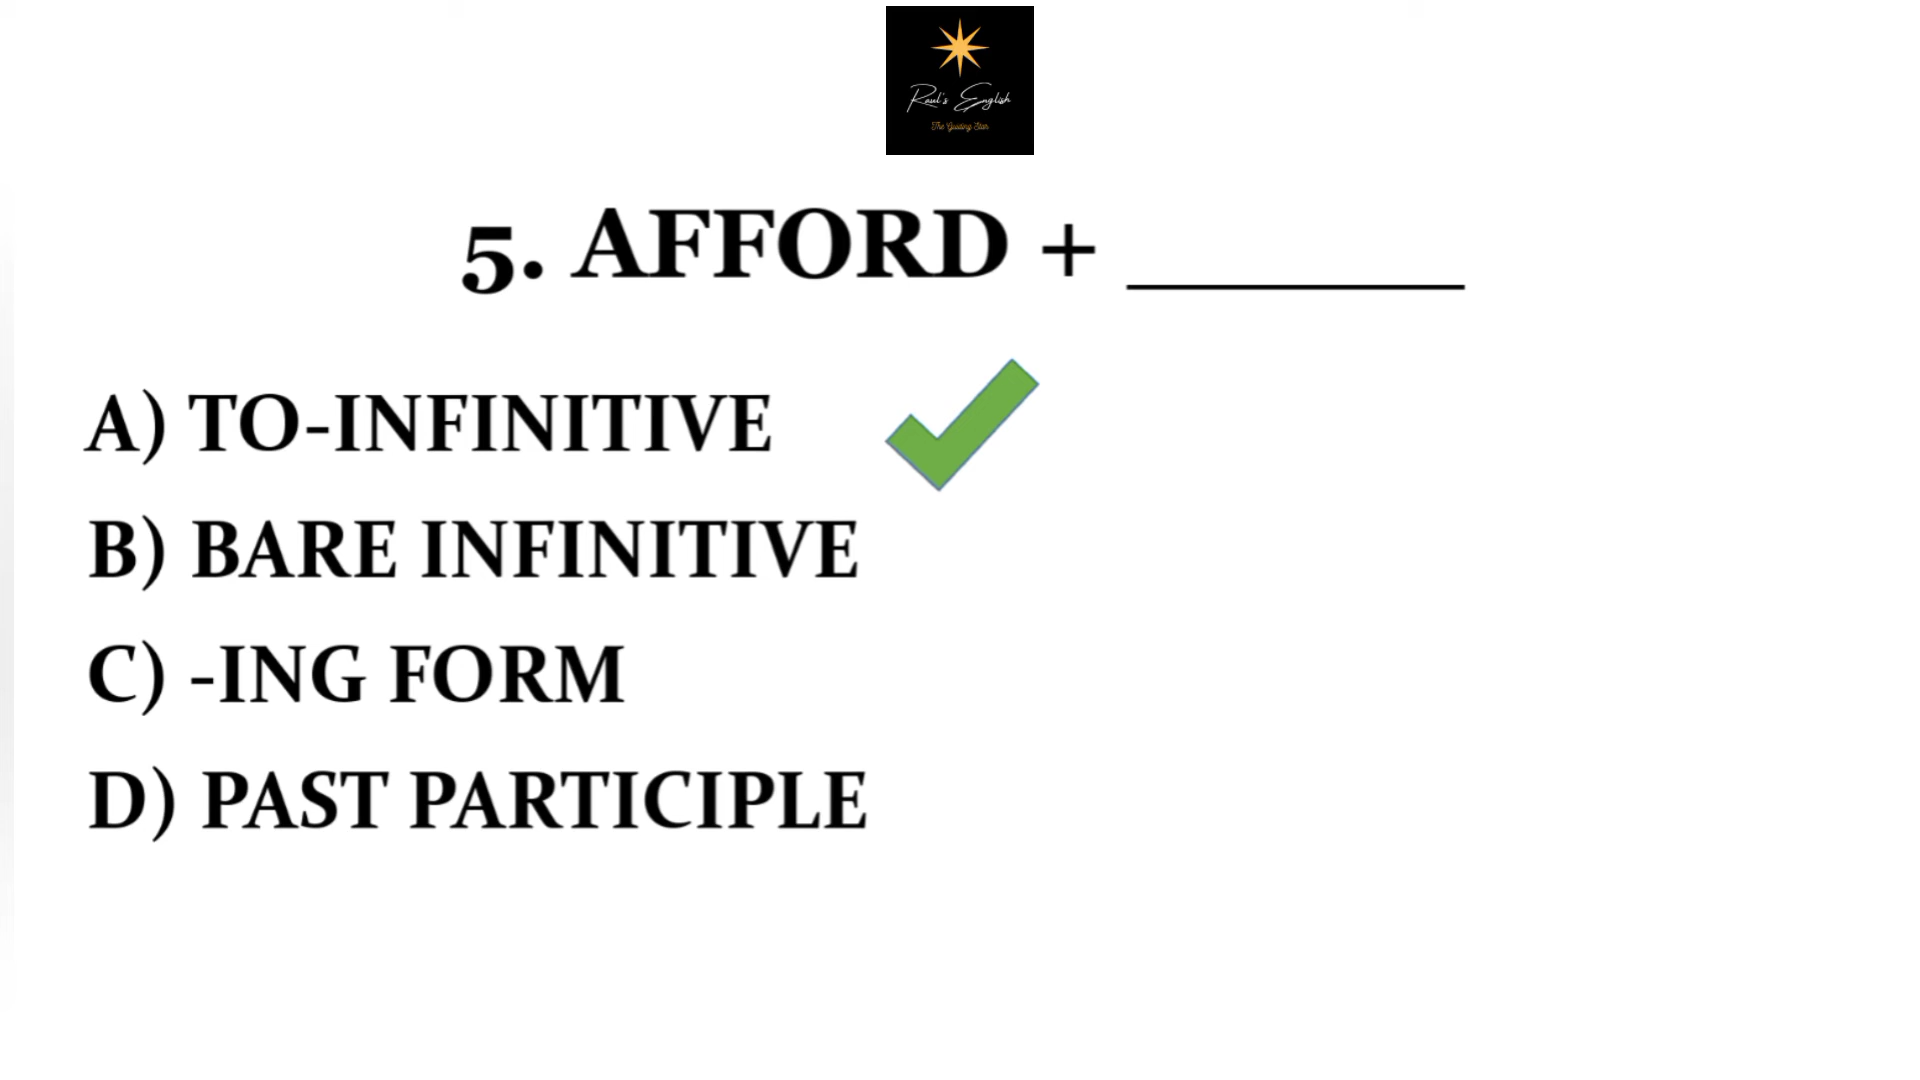 Raul's English
The Guiding Star
5. AFFORD + ________
A) TO-INFINITIVE
B) BARE INFINITIVE
C) -ING FORM
D) PAST PARTICIPLE